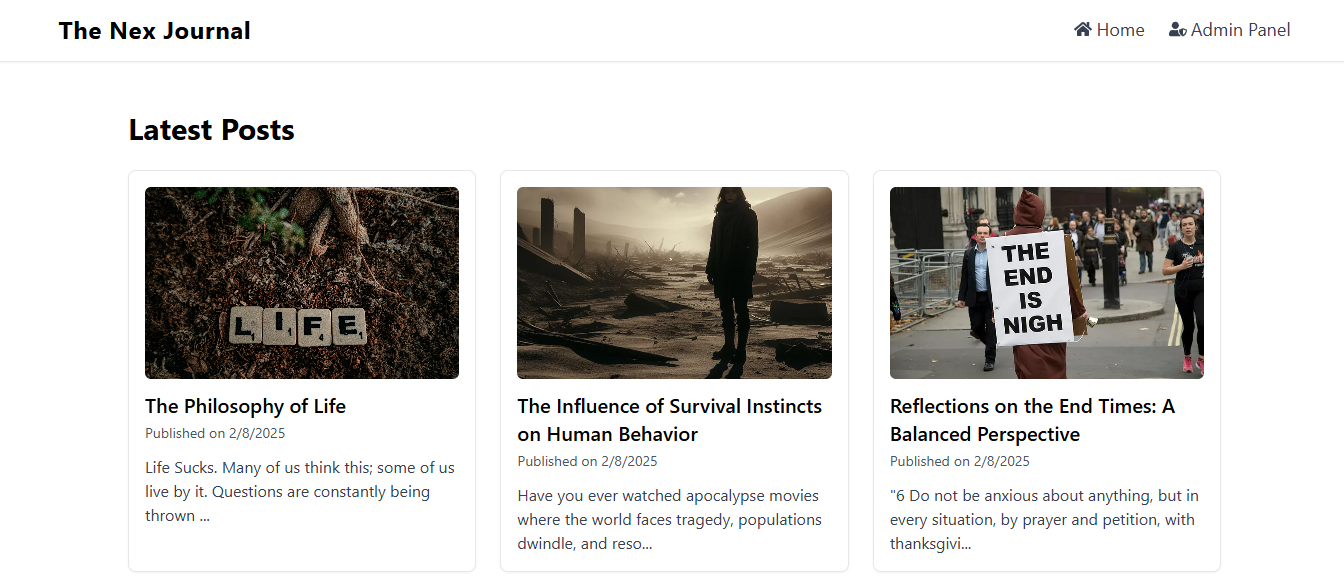 The Nex Journal
Home
Admin Panel
Latest Posts
LIFE
The Philosophy of Life
Published on 2/8/2025
Life Sucks. Many of us think this; some of us
live by it. Questions are constantly being
thrown ...
The Influence of Survival Instincts
on Human Behavior
Published on 2/8/2025
Have you ever watched apocalypse movies
where the world faces tragedy, populations
dwindle, and reso...
THE
END
IS
NIGH
Reflections on the End Times: A
Balanced Perspective
Published on 2/8/2025
"6 Do not be anxious about anything, but in
every situation, by prayer and petition, with
thanksgivi...